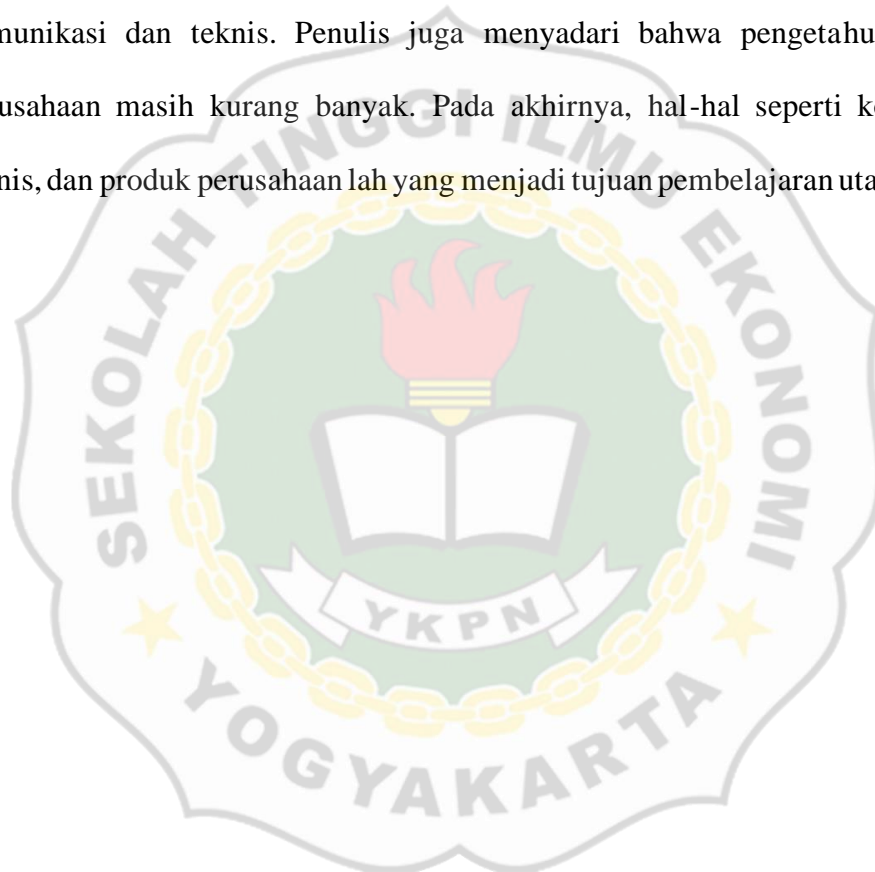 munikasi dan teknis. Penulis juga menyadari bahwa pengetahu
usahaan masih kurang banyak. Pada akhirnya, hal-hal seperti k
nis, dan produk perusahaan lah yang menjadi tujuan pembelajaran uta
SEKOLAH TINGGI ILMU EKONOMI
YKPN
YOGYAKARTA